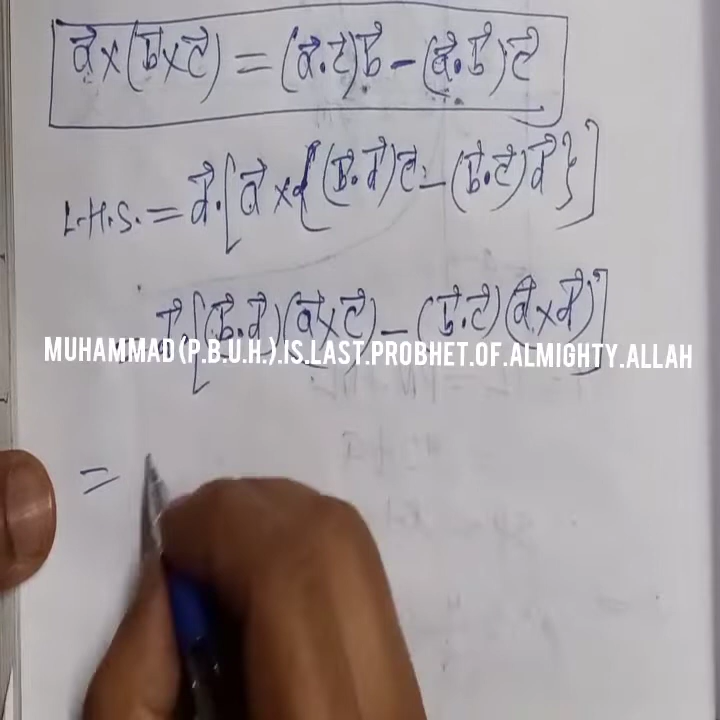 a⃗×(b⃗×c⃗) = (a⃗.c⃗)b⃗ – (a⃗.b⃗)c⃗
L.H.S. = d⃗.[a⃗×{(b⃗.d⃗)c⃗ – (b⃗.c⃗)d⃗}]
= d⃗.[(b⃗.d⃗)(a⃗×c⃗) – (b⃗.c⃗)(a⃗×d⃗)]
MUHAMMAD(P.B.U.H.).IS.LAST.PROBHET.OF.ALMIGHTY.ALLAH
=